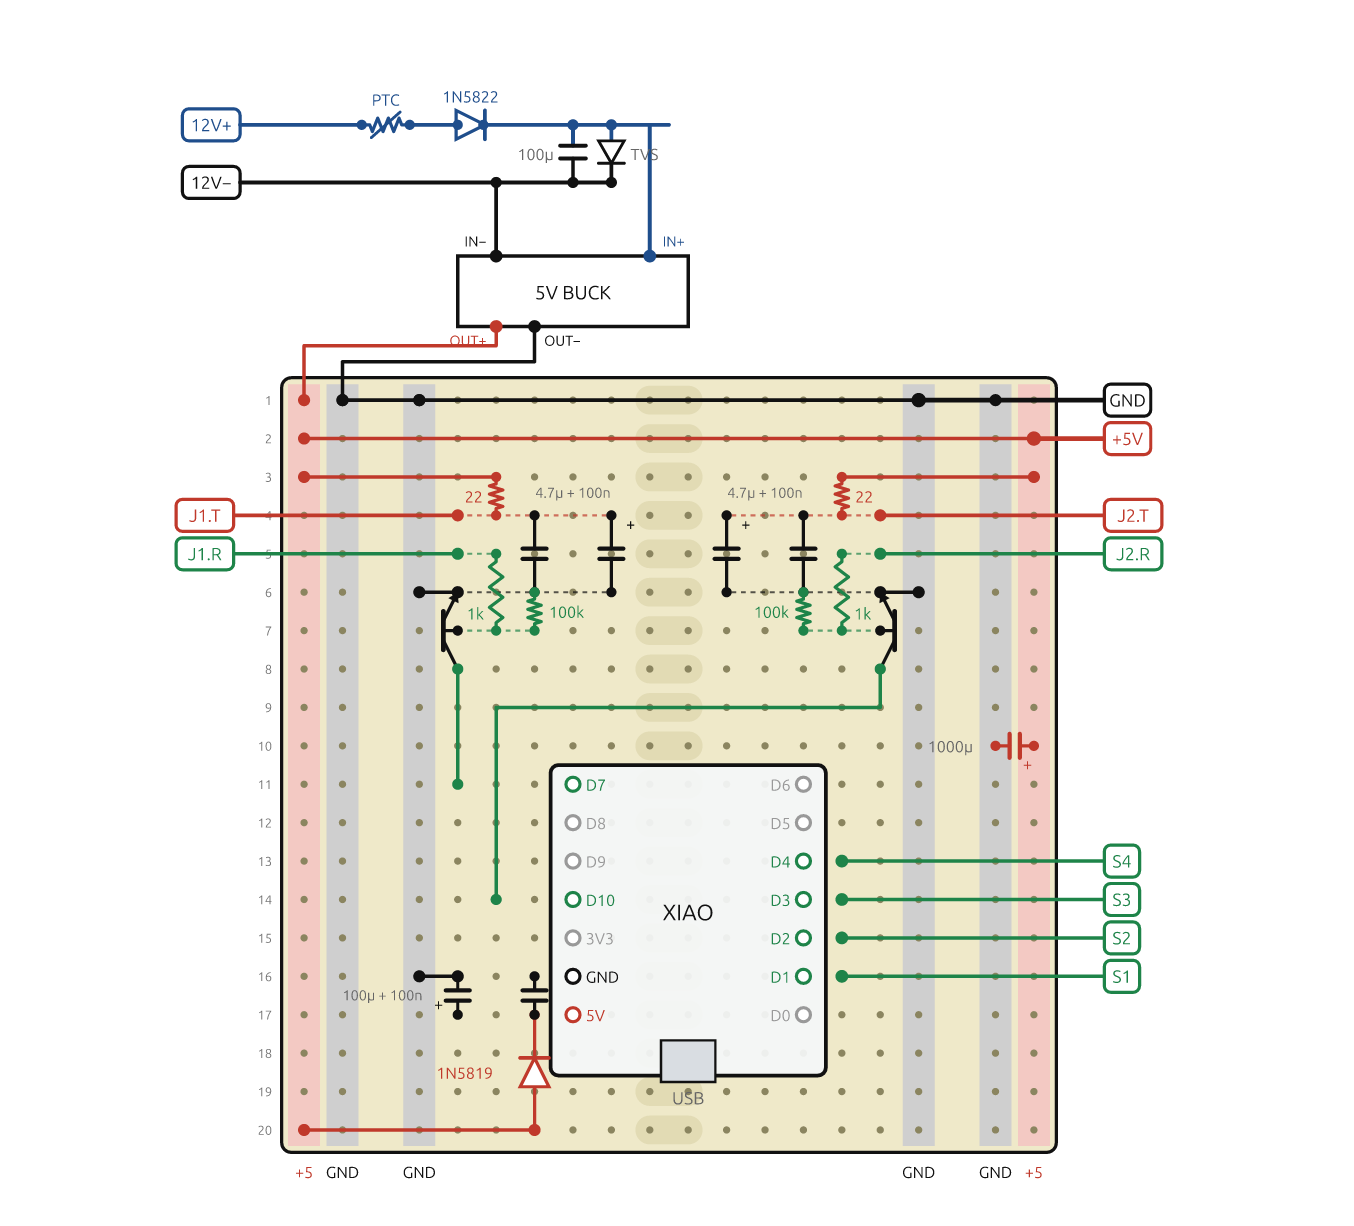 PTC
1N5822
12V+
100µ
TVS
12V–
IN–
IN+
5V BUCK
OUT+
OUT–
1
GND
2
+5V
3
22
4.7µ + 100n
4.7µ + 100n
22
J1.T
4
+
+
J2.T
J1.R
5
J2.R
6
1k
100k
100k
1k
7
8
9
10
1000µ
+
11
D7
D6
12
D8
D5
13
D9
D4
S4
14
D10
XIAO
D3
S3
15
3V3
D2
S2
16
GND
D1
S1
100µ + 100n
+
17
5V
D0
18
1N5819
19
USB
20
+5
GND
GND
GND
GND
+5